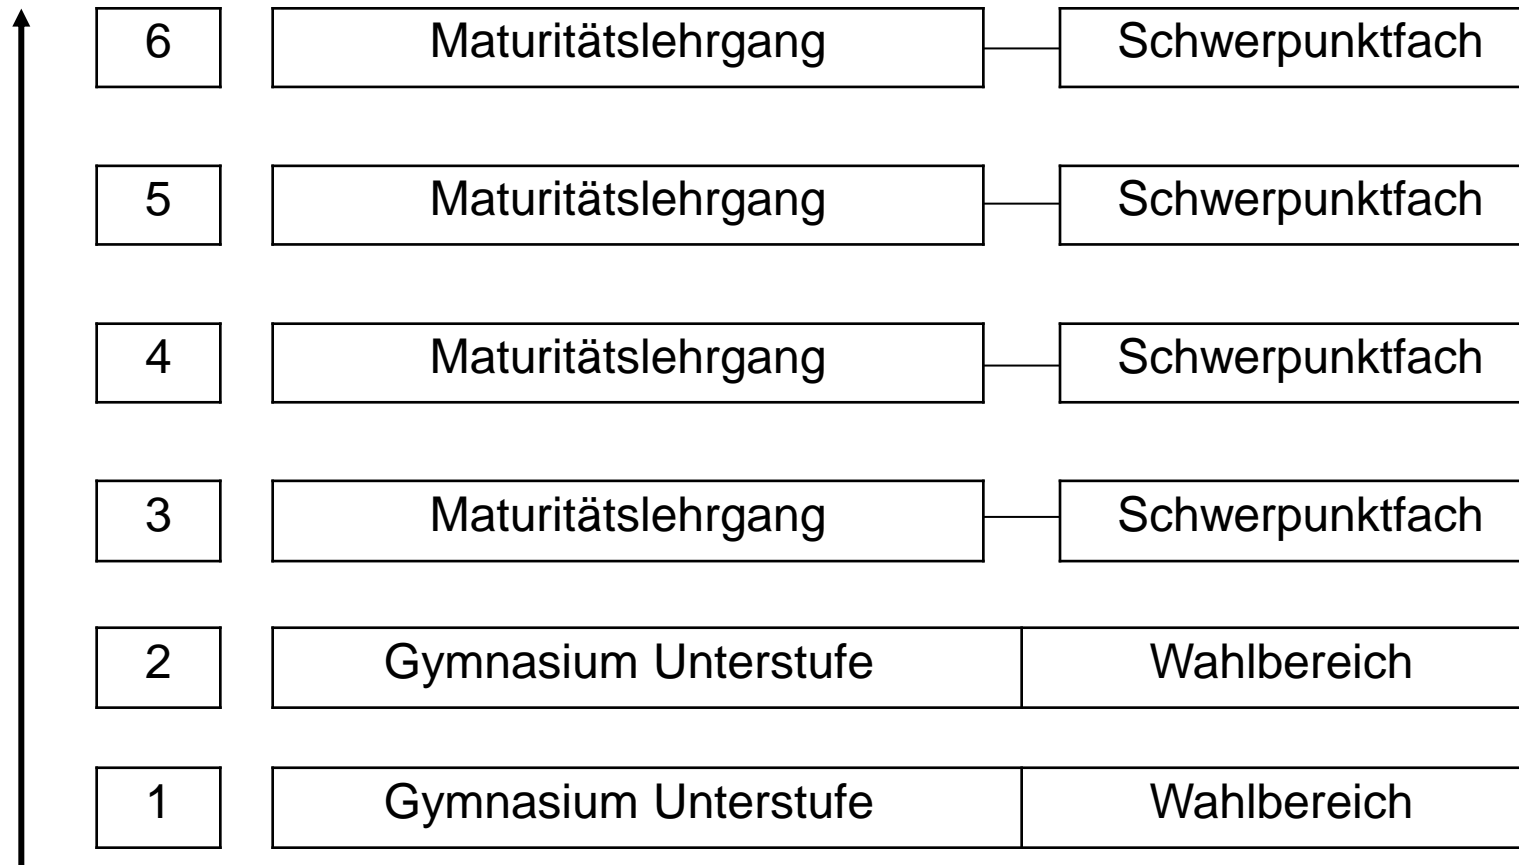 6 Maturitätslehrgang Schwerpunktfach
5 Maturitätslehrgang Schwerpunktfach
4 Maturitätslehrgang Schwerpunktfach
3 Maturitätslehrgang Schwerpunktfach
2 Gymnasium Unterstufe Wahlbereich
1 Gymnasium Unterstufe Wahlbereich